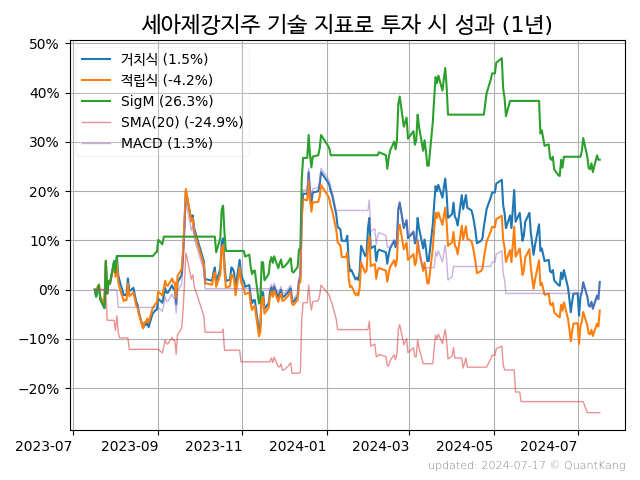 세아제강지주 기술 지표로 투자 시 성과 (1년)
50%
40%
30%
20%
10%
0%
−10%
−20%
거치식 (1.5%)
적립식 (-4.2%)
SigM (26.3%)
SMA(20) (-24.9%)
MACD (1.3%)
2023-07
2023-09
2023-11
2024-01
2024-03
2024-05
2024-07
updated: 2024-07-17 © QuantKang